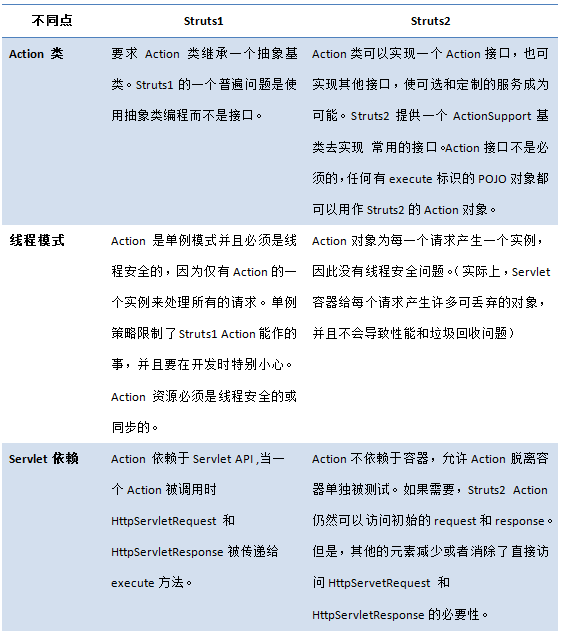 不同点 Struts1 Struts2
Action 类
要求 Action 类继承一个抽象基
类。Struts1的一个普遍问题是使
用抽象类编程而不是接口。
Action 类可以实现一个 Action 接口，也可
实现其他接口，使可选和定制的服务成为
可能。Struts2 提供一个 ActionSupport 基
类去实现 常用的接口。Action 接口不是必
须的，任何有 execute 标识的 POJO 对象都
可以用作 Struts2 的 Action 对象。
线程模式
Action 是单例模式并且必须是线
程安全的，因为仅有 Action 的一
个实例来处理所有的请求。单例
策略限制了 Struts1 Action 能作的
事，并且要在开发时特别小心。
Action 资源必须是线程安全的或
同步的。
Action 对象为每一个请求产生一个实例，
因此没有线程安全问题。（实际上，Servlet
容器给每个请求产生许多可丢弃的对象，
并且不会导致性能和垃圾回收问题）
Servlet 依赖
Action 依赖于 Servlet API ,当一
个 Action 被调用时
HttpServletRequest 和
HttpServletResponse 被传递给
execute 方法。
Action 不依赖于容器，允许 Action 脱离容
器单独被测试。如果需要，Struts2 Action
仍然可以访问初始的 request 和 response。
但是，其他的元素减少或者消除了直接访
问 HttpServetRequest 和
HttpServletResponse 的必要性。